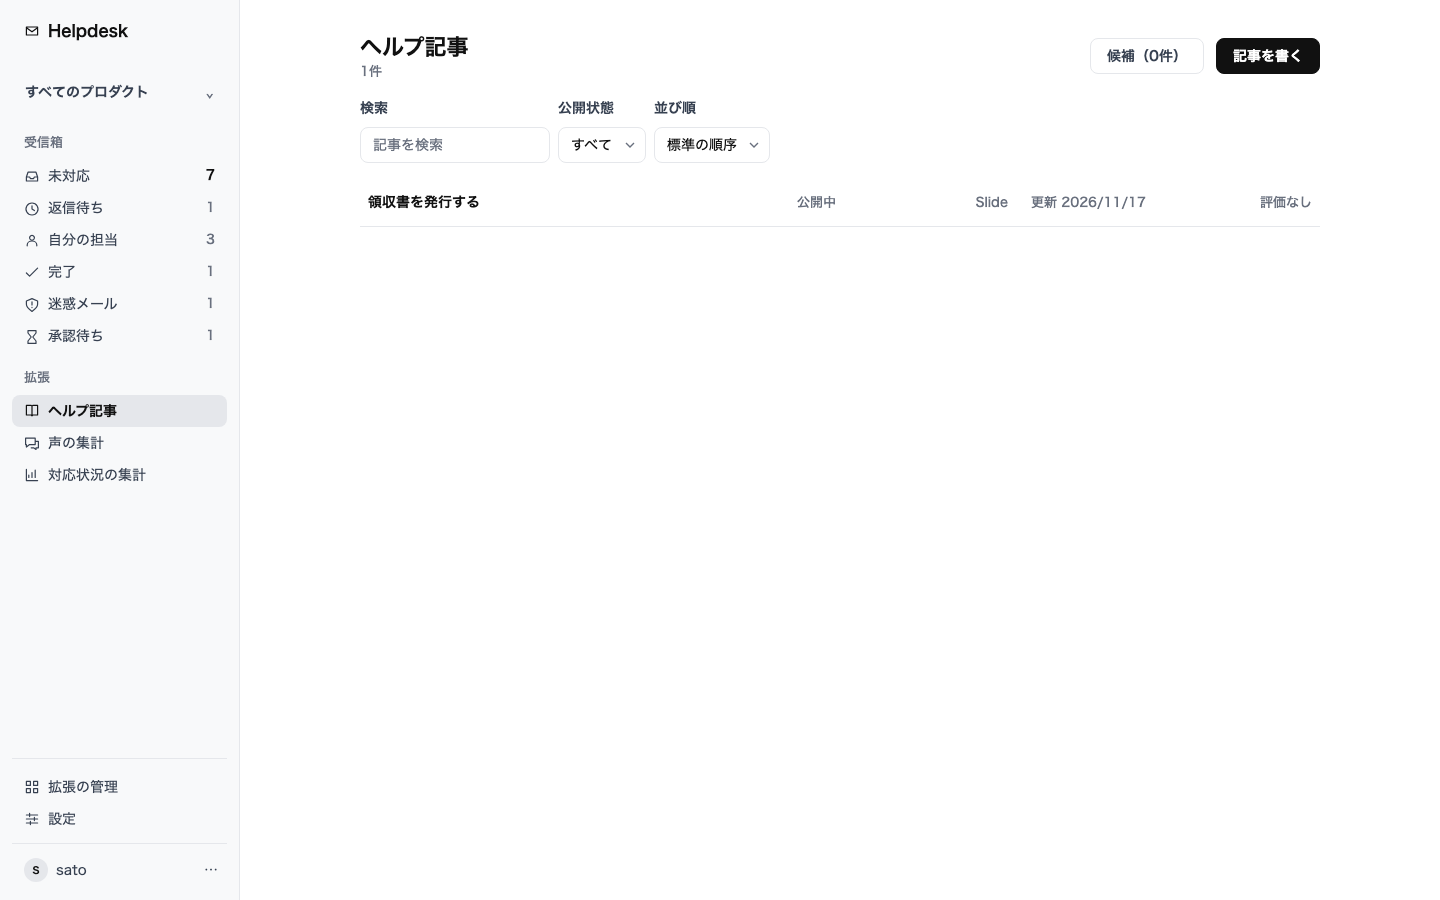 Helpdesk
すべてのプロダクト
受信箱
未対応 7
返信待ち 1
自分の担当 3
完了 1
迷惑メール 1
承認待ち 1
拡張
ヘルプ記事
声の集計
対応状況の集計
拡張の管理
設定
S sato ...
ヘルプ記事
1件
候補（0件） 記事を書く
検索 公開状態 並び順
記事を検索 すべて 標準の順序
領収書を発行する 公開中 Slide 更新 2026/11/17 評価なし